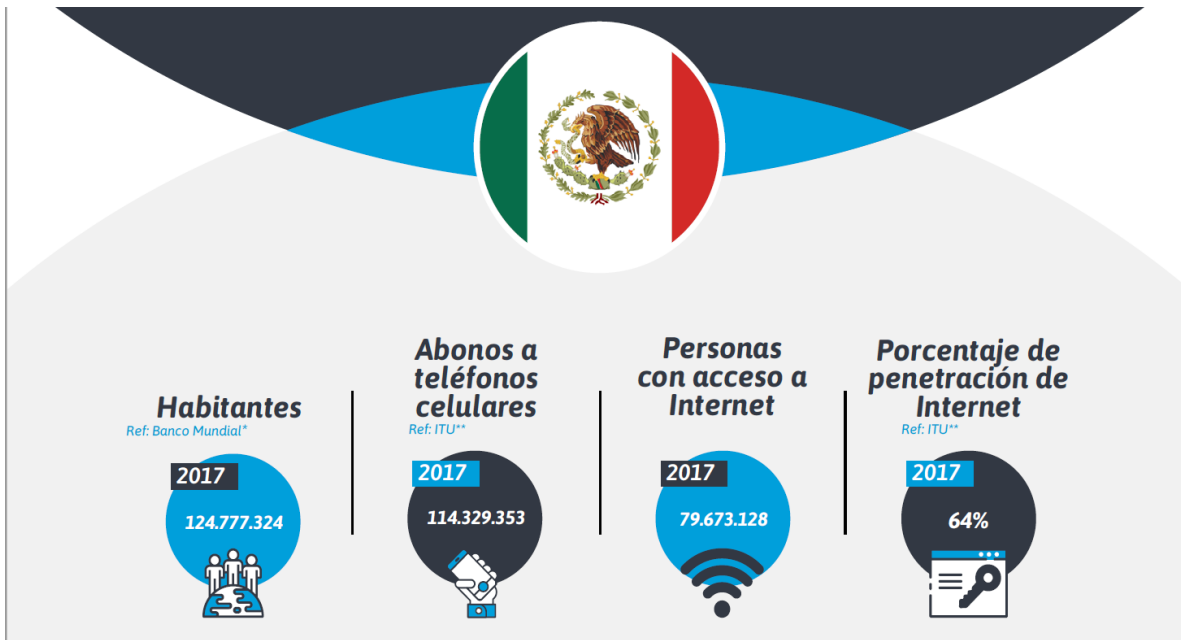 Habitantes
Ref: Banco Mundial*
2017
124.777.324
Abonos a
teléfonos
celulares
Ref: ITU**
2017
114.329.353
Personas
con acceso a
Internet
2017
79.673.128
Porcentaje de
penetración de
Internet
Ref: ITU**
2017
64%